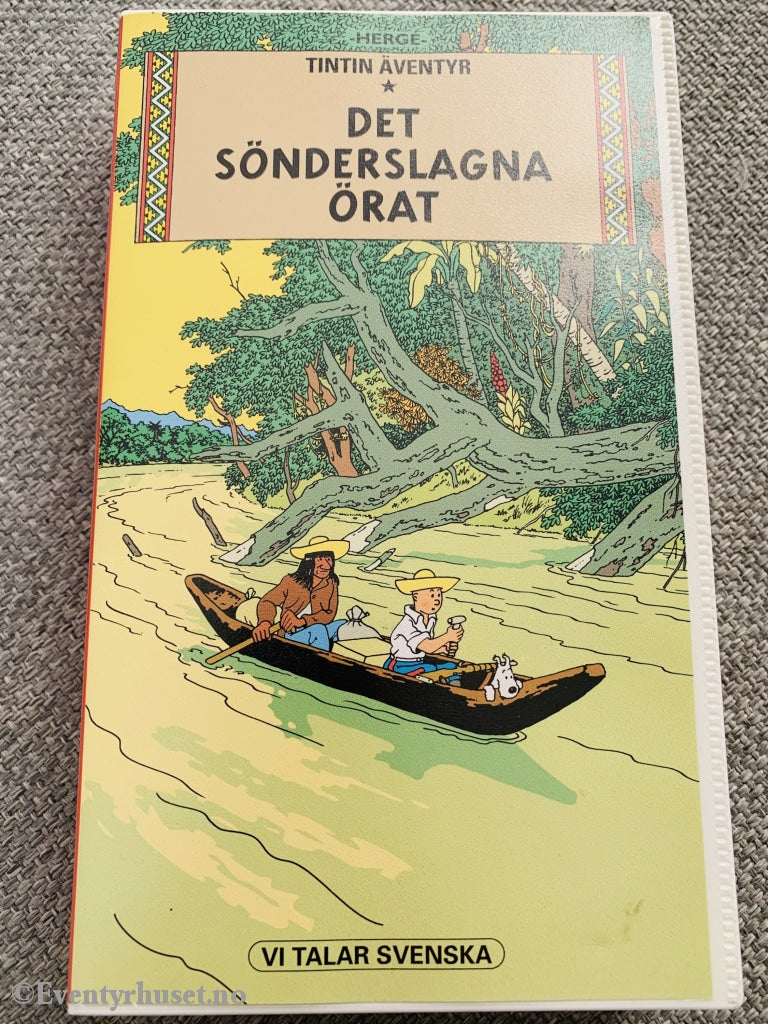 -HERGÉ-
TINTIN ÄVENTYR
DET
SÖNDERSLAGNA
ÖRAT
VI TALAR SVENSKA
©Eventyrhuset.no